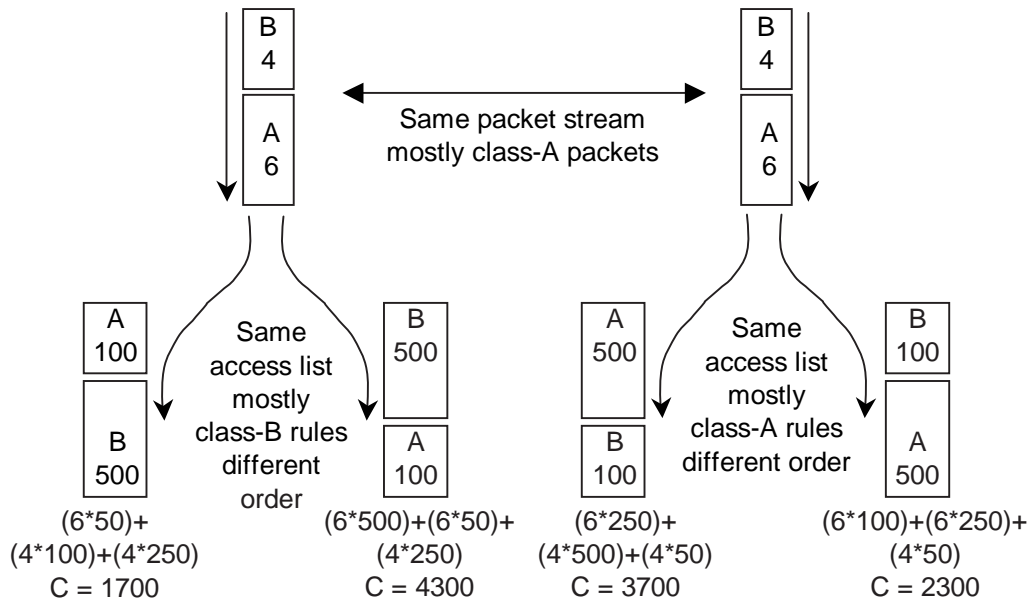 B
4
A
6
B
4
A
6
Same packet stream
mostly class-A packets
A
100
B
500
Same
access list
mostly
class-B rules
different
order
B
500
A
100
A
500
B
100
Same
access list
mostly
class-A rules
different order
B
100
A
500
(6*50)+
(4*100)+(4*250)
C = 1700
(6*500)+(6*50)+
(4*250)
C = 4300
(6*250)+
(4*500)+(4*50)
C = 3700
(6*100)+(6*250)+
(4*50)
C = 2300